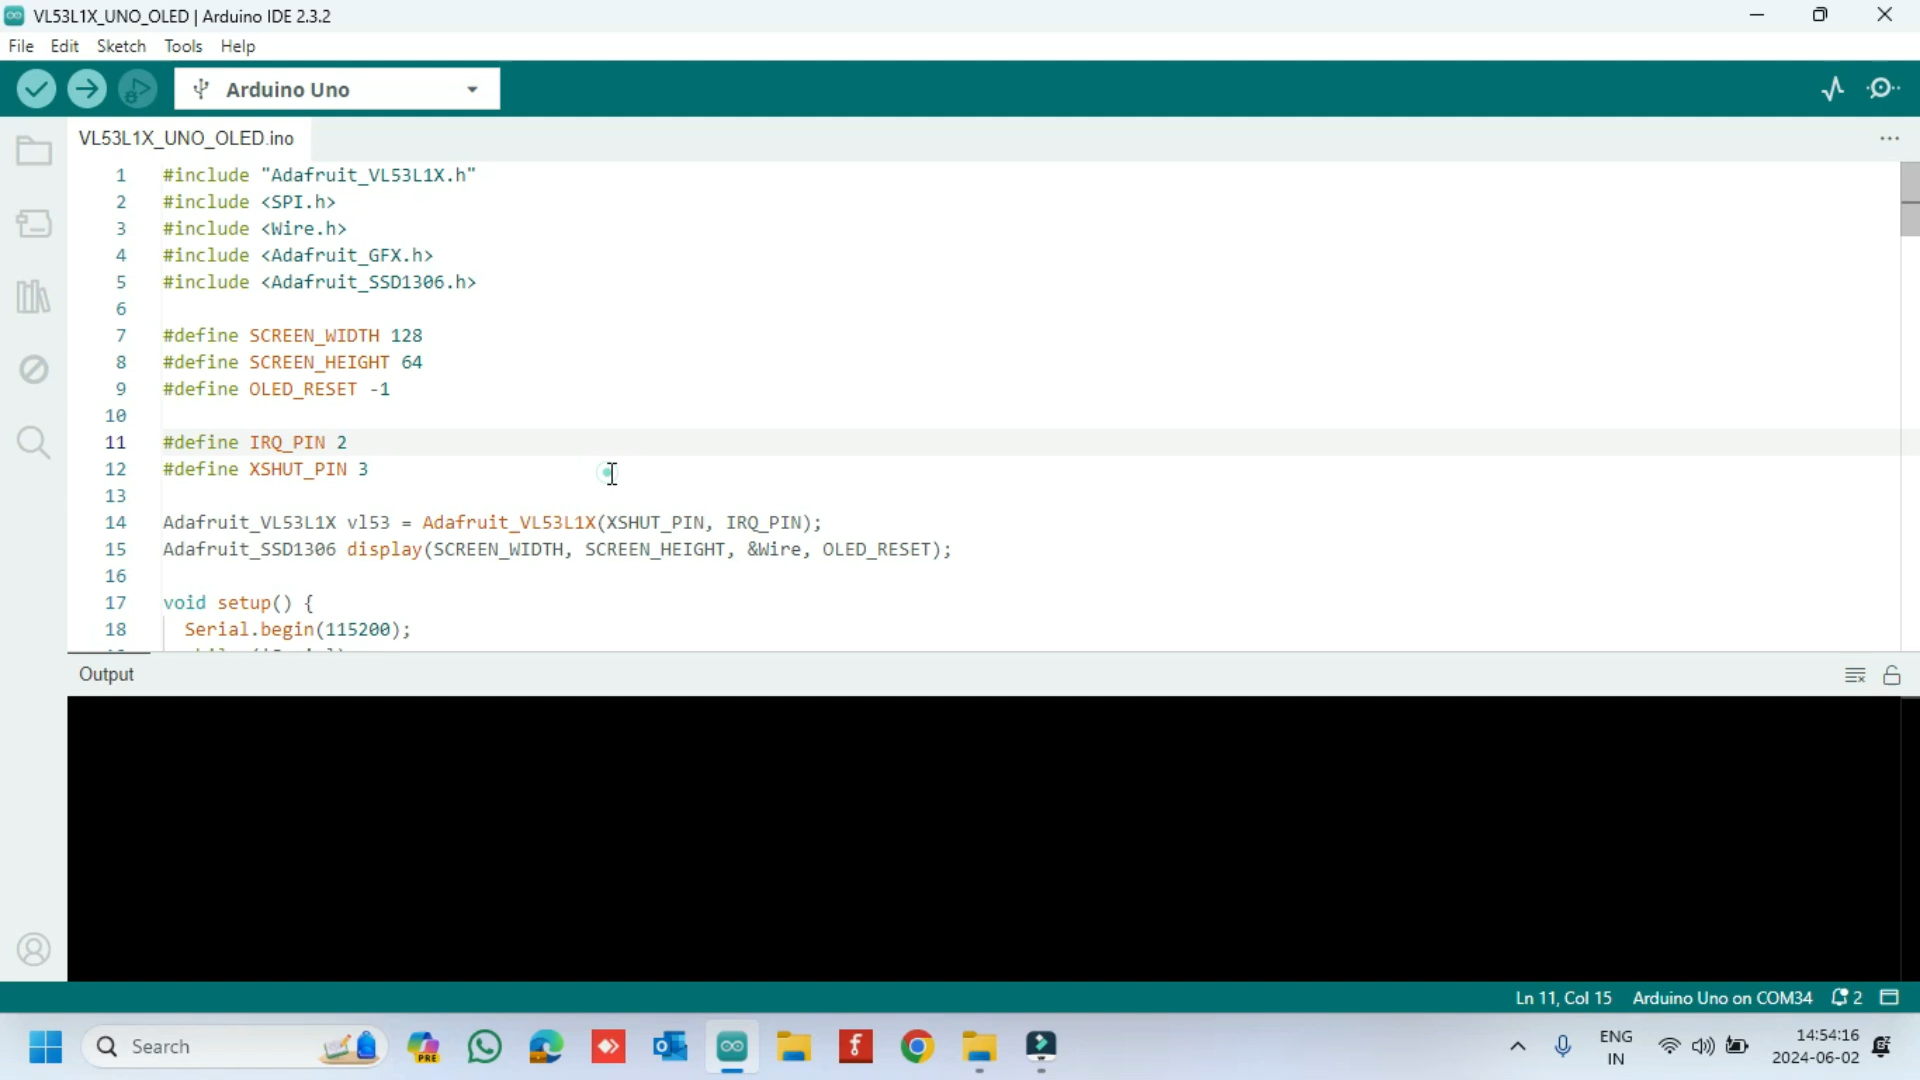 VL53L1X_UNO_OLED | Arduino IDE 2.3.2
File Edit Sketch Tools Help
Arduino Uno
VL53L1X_UNO_OLED.ino
1 #include "Adafruit_VL53L1X.h"
2 #include <SPI.h>
3 #include <Wire.h>
4 #include <Adafruit_GFX.h>
5 #include <Adafruit_SSD1306.h>
6
7 #define SCREEN_WIDTH 128
8 #define SCREEN_HEIGHT 64
9 #define OLED_RESET -1
10
11 #define IRQ_PIN 2
12 #define XSHUT_PIN 3
13
14 Adafruit_VL53L1X vl53 = Adafruit_VL53L1X(XSHUT_PIN, IRQ_PIN);
15 Adafruit_SSD1306 display(SCREEN_WIDTH, SCREEN_HEIGHT, &Wire, OLED_RESET);
16
17 void setup() {
18 Serial.begin(115200);
Output
Ln 11, Col 15 Arduino Uno on COM34 2
Search PRE ENG IN 14:54:16 2024-06-02